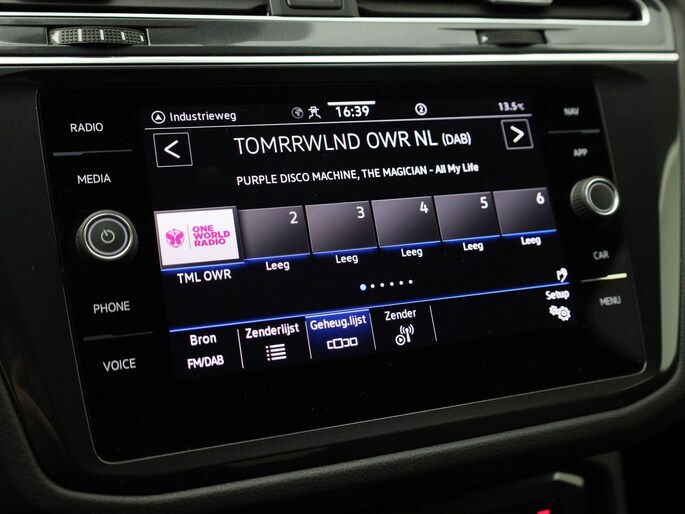 RADIO
MEDIA
PHONE
VOICE
Industrieweg
16:39
2
13.5°C
TOMRRWLND OWR NL (DAB)
PURPLE DISCO MACHINE, THE MAGICIAN - All My Life
ONE
WORLD
RADIO
2
3
4
5
6
TML OWR
Leeg
Leeg
Leeg
Leeg
Leeg
Bron
FM/DAB
Zenderlijst
Geheug.lijst
Zender
Setup
NAV
APP
CAR
MENU